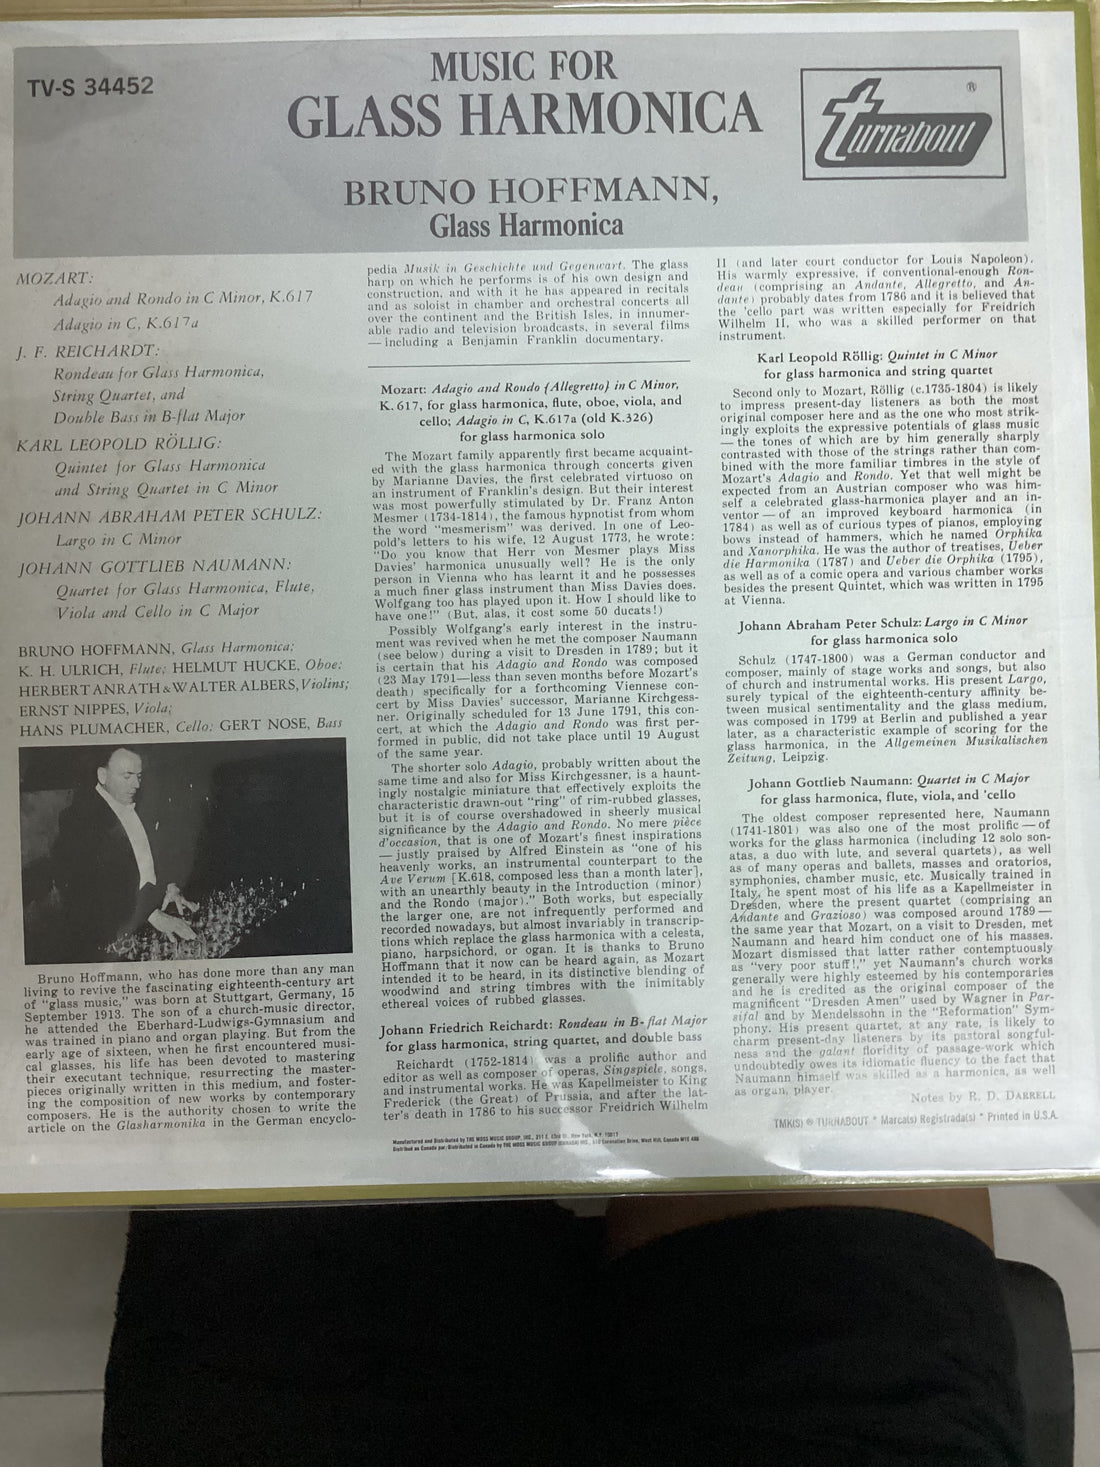 TV-S 34452
MUSIC FOR
GLASS HARMONICA
BRUNO HOFFMANN,
Glass Harmonica
turnabout
®
MOZART:
Adagio and Rondo in C Minor, K.617
Adagio in C, K.617a
J. F. REICHARDT:
Rondeau for Glass Harmonica,
String Quartet, and
Double Bass in B-flat Major
KARL LEOPOLD RÖLLIG:
Quintet for Glass Harmonica
and String Quartet in C Minor
JOHANN ABRAHAM PETER SCHULZ:
Largo in C Minor
JOHANN GOTTLIEB NAUMANN:
Quartet for Glass Harmonica, Flute,
Viola and Cello in C Major
BRUNO HOFFMANN, Glass Harmonica;
K. H. ULRICH, Flute; HELMUT HUCKE, Oboe;
HERBERT ANRATH & WALTER ALBERS, Violins;
ERNST NIPPES, Viola;
HANS PLUMACHER, Cello; GERT NOSE, Bass
Bruno Hoffmann, who has done more than any man
living to revive the fascinating eighteenth-century art
of "glass music," was born at Stuttgart, Germany, 15
September 1913. The son of a church-music director,
he attended the Eberhard-Ludwigs-Gymnasium and
was trained in piano and organ playing. But from the
early age of sixteen, when he first encountered musi-
cal glasses, his life has been devoted to mastering
their executant technique, resurrecting the master-
pieces originally written in this medium, and foster-
ing the composition of new works by contemporary
composers. He is the authority chosen to write the
article on the Glasharmonika in the German encyclo-
pedia Musik in Geschichte und Gegenwart. The glass
harp on which he performs is of his own design and
construction, and with it he has appeared in recitals
and as soloist in chamber and orchestral concerts all
over the continent and the British Isles, in innumer-
able radio and television broadcasts, in several films
— including a Benjamin Franklin documentary.
Mozart: Adagio and Rondo {Allegretto} in C Minor,
K. 617, for glass harmonica, flute, oboe, viola, and
cello; Adagio in C, K.617a (old K.326)
for glass harmonica solo
The Mozart family apparently first became acquaint-
ed with the glass harmonica through concerts given
by Marianne Davies, the first celebrated virtuoso on
an instrument of Franklin's design. But their interest
was most powerfully stimulated by Dr. Franz Anton
Mesmer (1734-1814), the famous hypnotist from whom
the word "mesmerism" was derived. In one of Leo-
pold's letters to his wife, 12 August 1773, he wrote:
"Do you know that Herr von Mesmer plays Miss
Davies' harmonica unusually well? He is the only
person in Vienna who has learnt it and he possesses
a much finer glass instrument than Miss Davies does.
Wolfgang too has played upon it. How I should like to
have one!" (But, alas, it cost some 50 ducats!)
Possibly Wolfgang's early interest in the instru-
ment was revived when he met the composer Naumann
(see below) during a visit to Dresden in 1789; but it
is certain that his Adagio and Rondo was composed
(23 May 1791—less than seven months before Mozart's
death) specifically for a forthcoming Viennese con-
cert by Miss Davies' successor, Marianne Kirchgess-
ner. Originally scheduled for 13 June 1791, this con-
cert, at which the Adagio and Rondo was first per-
formed in public, did not take place until 19 August
of the same year.
The shorter solo Adagio, probably written about the
same time and also for Miss Kirchgessner, is a haunt-
ingly nostalgic miniature that effectively exploits the
characteristic drawn-out "ring" of rim-rubbed glasses,
but it is of course overshadowed in sheerly musical
significance by the Adagio and Rondo. No mere pièce
d'occasion, that is one of Mozart's finest inspirations
— justly praised by Alfred Einstein as "one of his
heavenly works, an instrumental counterpart to the
Ave Verum [K.618, composed less than a month later],
with an unearthly beauty in the Introduction (minor)
and the Rondo (major)." Both works, but especially
the larger one, are not infrequently performed and
recorded nowadays, but almost invariably in transcrip-
tions which replace the glass harmonica with a celesta,
piano, harpsichord, or ogan. It is thanks to Bruno
Hoffmann that it now can be heard again, as Mozart
intended it to be heard, in its distinctive blending of
woodwind and string timbres with the inimitably
ethereal voices of rubbed glasses.
Johann Friedrich Reichardt: Rondeau in B-flat Major
for glass harmonica, string quartet, and double bass
Reichardt (1752-1814) was a prolific author and
editor as well as composer of operas, Singspiele, songs,
and instrumental works. He was Kapellmeister to King
Frederick (the Great) of Prussia, and after the lat-
ter's death in 1786 to his successor Freidrich Wilhelm
II (and later court conductor for Louis Napoleon).
His warmly expressive, if conventional-enough Ron-
deau (comprising an Andante, Allegretto, and An-
dante) probably dates from 1786 and it is believed that
the 'cello part was written especially for Freidrich
Wilhelm II, who was a skilled performer on that
instrument.
Karl Leopold Röllig: Quintet in C Minor
for glass harmonica and string quartet
Second only to Mozart, Röllig (c.1735-1804) is likely
to impress present-day listeners as both the most
original composer here and as the one who most strik-
ingly exploits the expressive potentials of glass music
— the tones of which are by him generally sharply
contrasted with those of the strings rather than com-
bined with the more familiar timbres in the style of
Mozart's Adagio and Rondo. Yet that well might be
expected from an Austrian composer who was him-
self a celebrated glass-harmonica player and an in-
ventor — of an improved keyboard harmonica (in
1784) as well as of curious types of pianos, employing
bows instead of hammers, which he named Orphika
and Xanorphika. He was the author of treatises, Ueber
die Harmonika (1787) and Ueber die Orphika (1795),
as well as of a comic opera and various chamber works
besides the present Quintet, which was written in 1795
at Vienna.
Johann Abraham Peter Schulz: Largo in C Minor
for glass harmonica solo
Schulz (1747-1800) was a German conductor and
composer, mainly of stage works and songs, but also
of church and instrumental works. His present Largo,
surely typical of the eighteenth-century affinity be-
tween musical sentimentality and the glass medium,
was composed in 1799 at Berlin and published a year
later, as a characteristic example of scoring for the
glass harmonica, in the Allgemeinen Musikalischen
Zeitung, Leipzig.
Johann Gottlieb Naumann: Quartet in C Major
for glass harmonica, flute, viola, and 'cello
The oldest composer represented here, Naumann
(1741-1801) was also one of the most prolific — of
works for the glass harmonica (including 12 solo son-
atas, a duo with lute, and several quartets), as well
as of many operas and ballets, masses and oratorios,
symphonies, chamber music, etc. Musically trained in
Italy, he spent most of his life as a Kapellmeister in
Dresden, where the present quartet (comprising an
Andante and Grazioso) was composed around 1789 —
the same year that Mozart, on a visit to Dresden, met
Naumann and heard him conduct one of his masses.
Mozart dismissed that latter rather contemptuously
as "very poor stuff!," yet Naumann's church works
generally were highly esteemed by his contemporaries
and he is credited as the original composer of the
magnificent "Dresden Amen" used by Wagner in Par-
sifal and by Mendelssohn in the "Reformation" Sym-
phony. His present quartet, at any rate, is likely to
charm present-day listeners by its pastoral songful-
ness and the galant floridity of passage-work which
undoubtedly owes its idiomatic fluency to the fact that
Naumann himself was skilled as a harmonica, as well
as organ, player.
Notes by R. D. DARRELL
Manufactured and Distributed by THE MOSS MUSIC GROUP, INC., 211 E. 43rd St., New York, N.Y. 10017
Distribué au Canada par/Distributed in Canada by THE MOSS MUSIC GROUP (CANADA) INC., Coronation Drive, West Hill, Canada M1E 4R6
TMK(S) ® TURNABOUT * Marca(s) Registrada(s) * Printed in U.S.A.